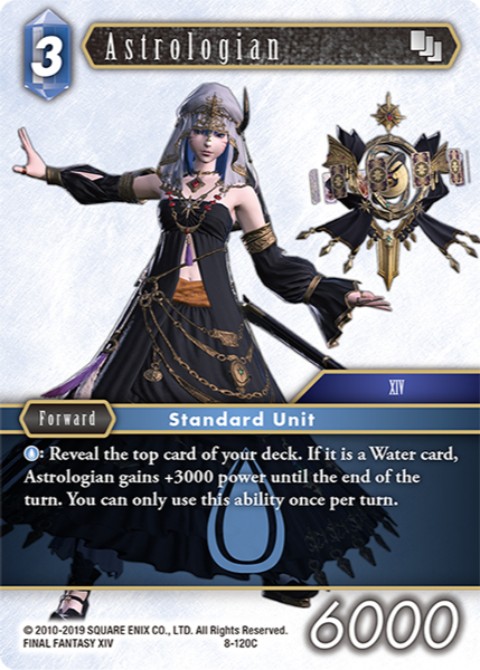 3
Astrologian
XIV
Forward
Standard Unit
: Reveal the top card of your deck. If it is a Water card,
Astrologian gains +3000 power until the end of the
turn. You can only use this ability once per turn.
© 2010-2019 SQUARE ENIX CO., LTD. All Rights Reserved.
FINAL FANTASY XIV
8-120C
6000